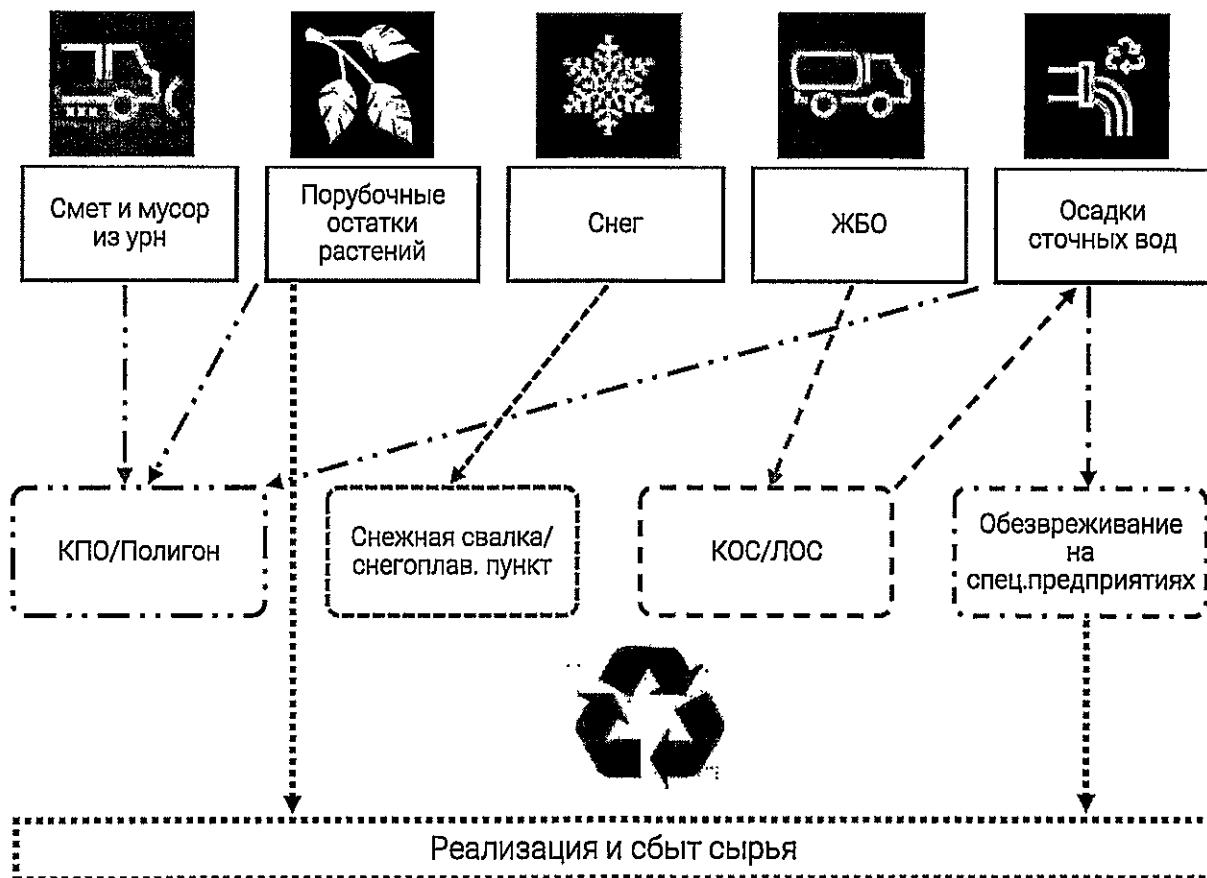 Смет и мусор
из урн
Порубочные
остатки
растений
Снег
ЖБО
Осадки
сточных вод
КПО/Полигон
Снежная свалка/
снегоплав. пункт
КОС/ЛОС
Обезвреживание
на
спец.предприятиях
Реализация и сбыт сырья